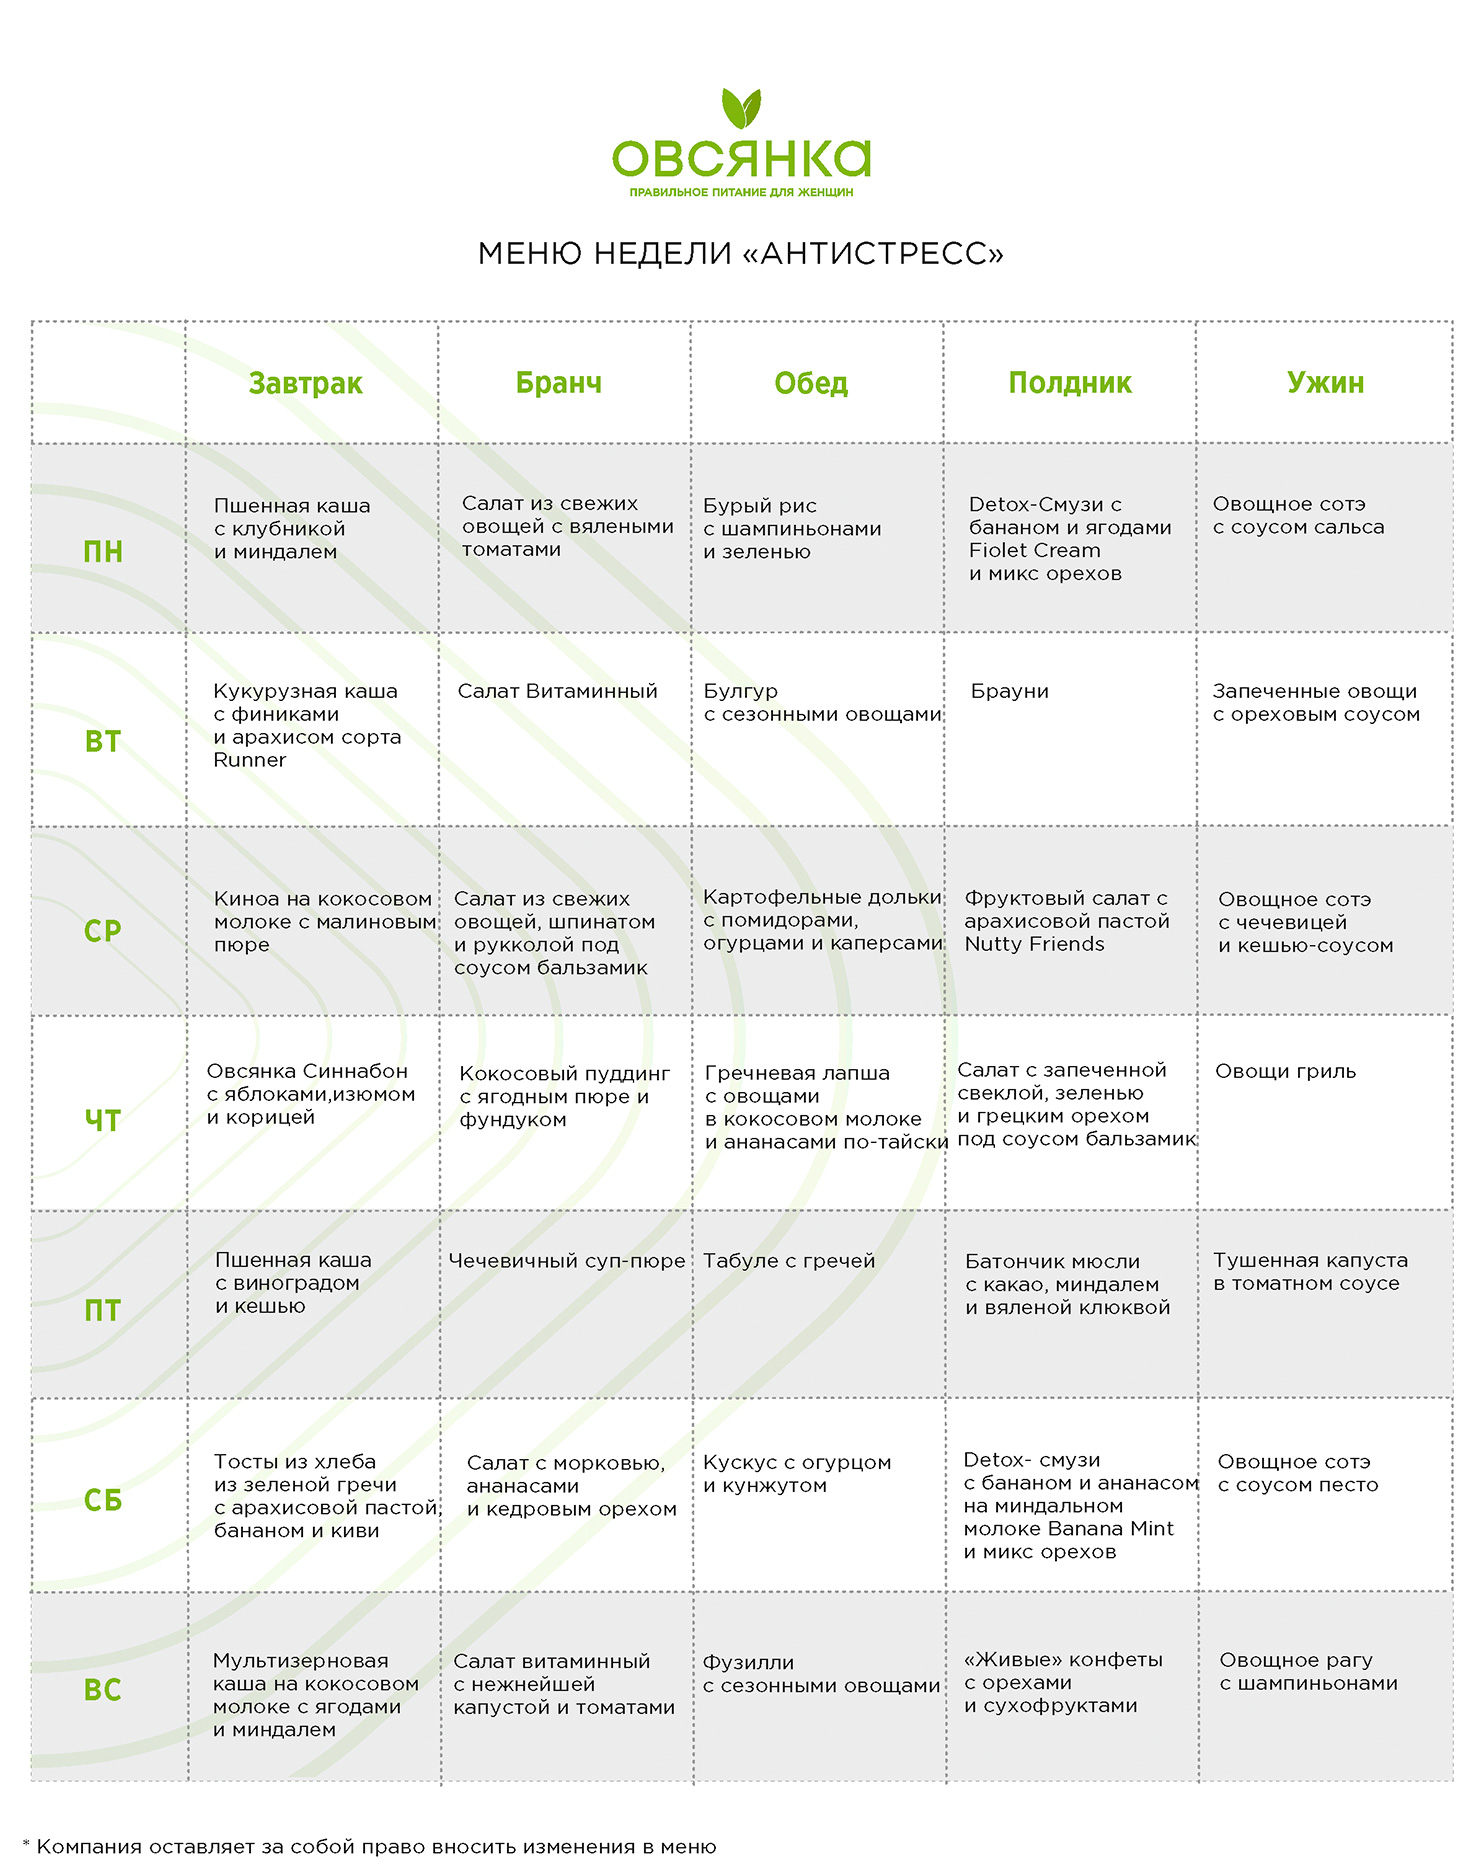 ОВСЯНКА
ПРАВИЛЬНОЕ ПИТАНИЕ ДЛЯ ЖЕНЩИН
МЕНЮ НЕДЕЛИ «АНТИСТРЕСС»
Завтрак
Бранч
Обед
Полдник
Ужин
ПН
Пшенная каша
с клубникой
и миндалем
Салат из свежих
овощей с вялеными
томатами
Бурый рис
с шампиньонами
и зеленью
Detox-Смузи с
бананом и ягодами
Fiolet Cream
и микс орехов
Овощное сотэ
с соусом сальса
ВТ
Кукурузная каша
с финиками
и арахисом сорта
Runner
Салат Витаминный
Булгур
с сезонными овощами
Брауни
Запеченные овощи
с ореховым соусом
СР
Киноа на кокосовом
молоке с малиновым
пюре
Салат из свежих
овощей, шпинатом
и рукколой под
соусом бальзамик
Картофельные дольки
с помидорами,
огурцами и каперсами
Фруктовый салат с
арахисовой пастой
Nutty Friends
Овощное сотэ
с чечевицей
и кешью-соусом
ЧТ
Овсянка Синнабон
с яблоками,изюмом
и корицей
Кокосовый пуддинг
с ягодным пюре и
фундуком
Гречневая лапша
с овощами
в кокосовом молоке
и ананасами по-тайски
Салат с запеченной
свеклой, зеленью
и грецким орехом
под соусом бальзамик
Овощи гриль
ПТ
Пшенная каша
с виноградом
и кешью
Чечевичный суп-пюре
Табуле с гречей
Батончик мюсли
с какао, миндалем
и вяленой клюквой
Тушенная капуста
в томатном соусе
СБ
Тосты из хлеба
из зеленой гречи
с арахисовой пастой,
бананом и киви
Салат с морковью,
ананасами
и кедровым орехом
Кускус с огурцом
и кунжутом
Detox- смузи
с бананом и ананасом
на миндальном
молоке Banana Mint
и микс орехов
Овощное сотэ
с соусом песто
ВС
Мультизерновая
каша на кокосовом
молоке с ягодами
и миндалем
Салат витаминный
с нежнейшей
капустой и томатами
Фузилли
с сезонными овощами
«Живые» конфеты
с орехами
и сухофруктами
Овощное рагу
с шампиньонами
* Компания оставляет за собой право вносить изменения в меню